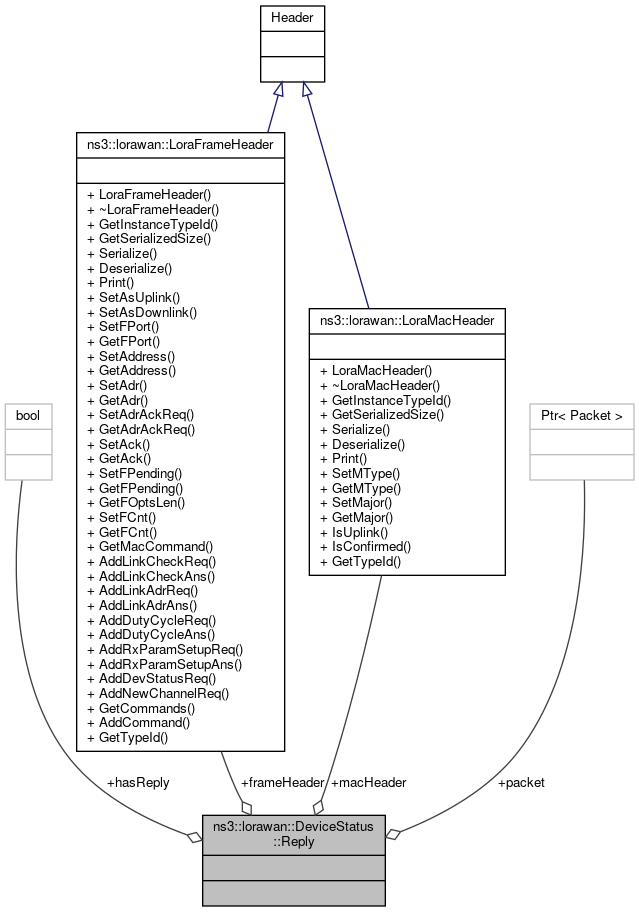 Header
ns3::lorawan::LoraFrameHeader
+ LoraFrameHeader()
+ ~LoraFrameHeader()
+ GetInstanceTypeId()
+ GetSerializedSize()
+ Serialize()
+ Deserialize()
+ Print()
+ SetAsUplink()
+ SetAsDownlink()
+ SetFPort()
+ GetFPort()
+ SetAddress()
+ GetAddress()
+ SetAdr()
+ GetAdr()
+ SetAdrAckReq()
+ GetAdrAckReq()
+ SetAck()
+ GetAck()
+ SetFPending()
+ GetFPending()
+ GetFOptsLen()
+ SetFCnt()
+ GetFCnt()
+ GetMacCommand()
+ AddLinkCheckReq()
+ AddLinkCheckAns()
+ AddLinkAdrReq()
+ AddLinkAdrAns()
+ AddDutyCycleReq()
+ AddDutyCycleAns()
+ AddRxParamSetupReq()
+ AddRxParamSetupAns()
+ AddDevStatusReq()
+ AddNewChannelReq()
+ GetCommands()
+ AddCommand()
+ GetTypeId()
ns3::lorawan::LoraMacHeader
+ LoraMacHeader()
+ ~LoraMacHeader()
+ GetInstanceTypeId()
+ GetSerializedSize()
+ Serialize()
+ Deserialize()
+ Print()
+ SetMType()
+ GetMType()
+ SetMajor()
+ GetMajor()
+ IsUplink()
+ IsConfirmed()
+ GetTypeId()
bool
Ptr< Packet >
+hasReply
+frameHeader
+macHeader
+packet
ns3::lorawan::DeviceStatus
::Reply